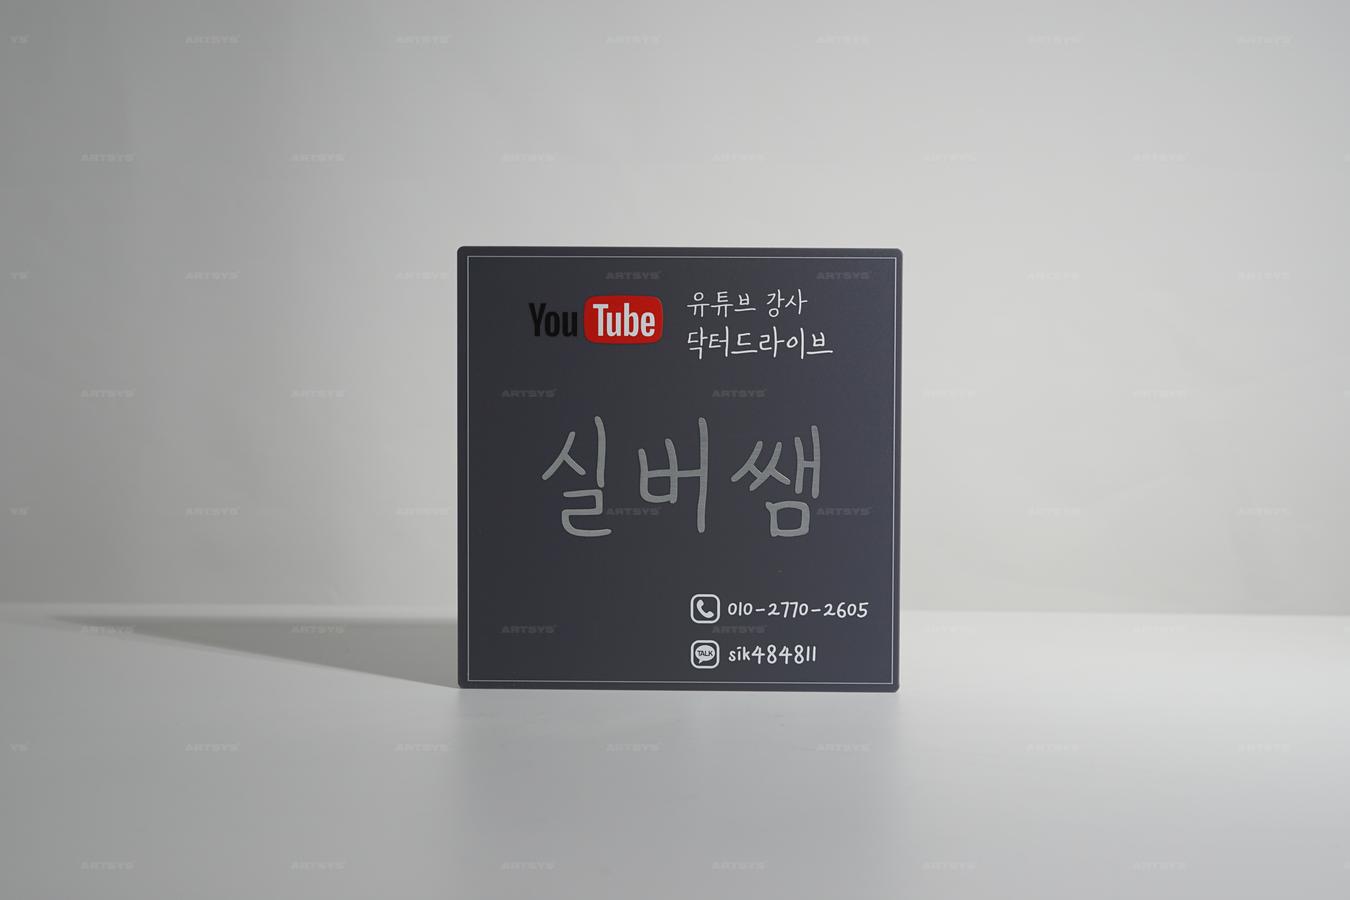 YouTube
유튜브 강사
닥터드라이브
실버쌤
010-2770-2605
TALK
sik484811
ARTSYS